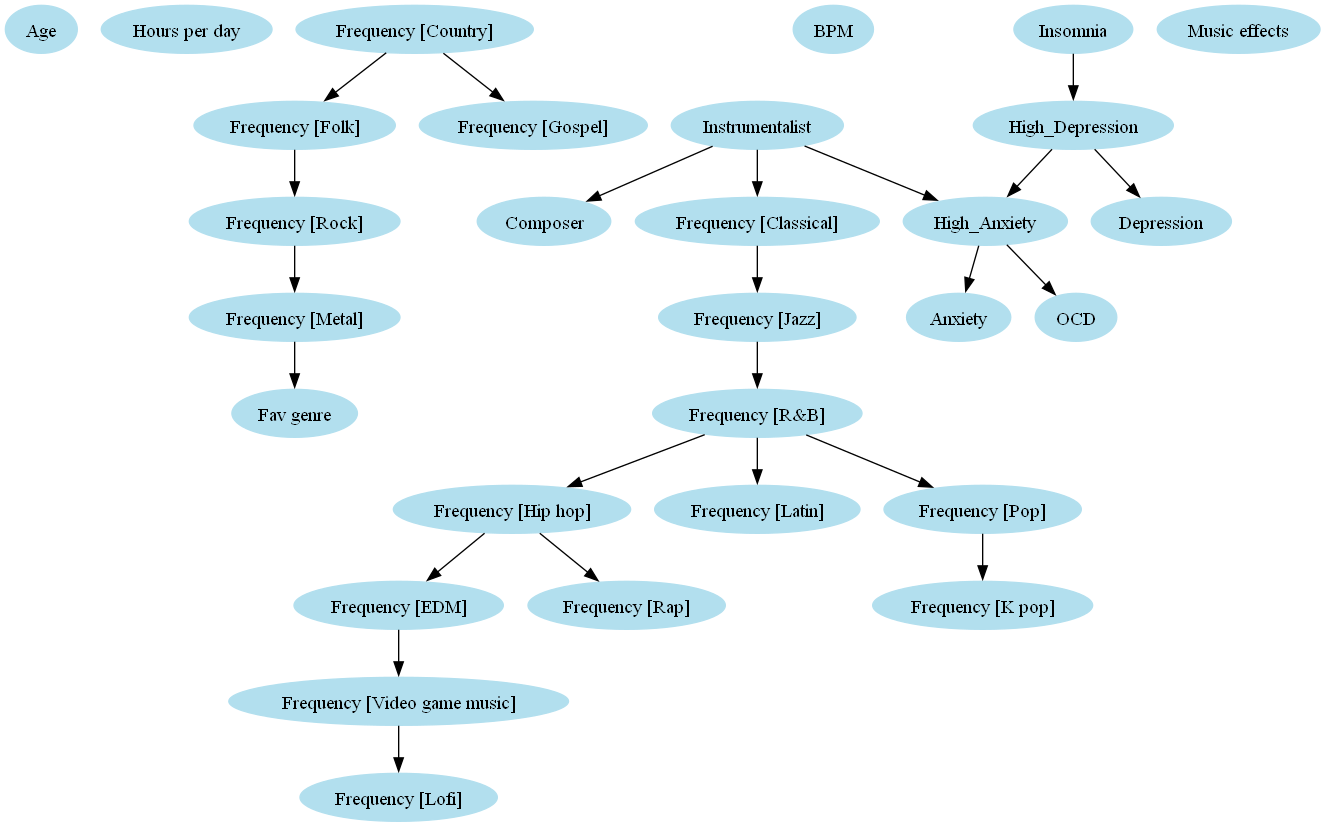 Age
Hours per day
Frequency [Country]
BPM
Insomnia
Music effects
Frequency [Folk]
Frequency [Gospel]
Instrumentalist
High_Depression
Frequency [Rock]
Composer
Frequency [Classical]
High_Anxiety
Depression
Frequency [Metal]
Frequency [Jazz]
Anxiety
OCD
Fav genre
Frequency [R&B]
Frequency [Hip hop]
Frequency [Latin]
Frequency [Pop]
Frequency [EDM]
Frequency [Rap]
Frequency [K pop]
Frequency [Video game music]
Frequency [Lofi]